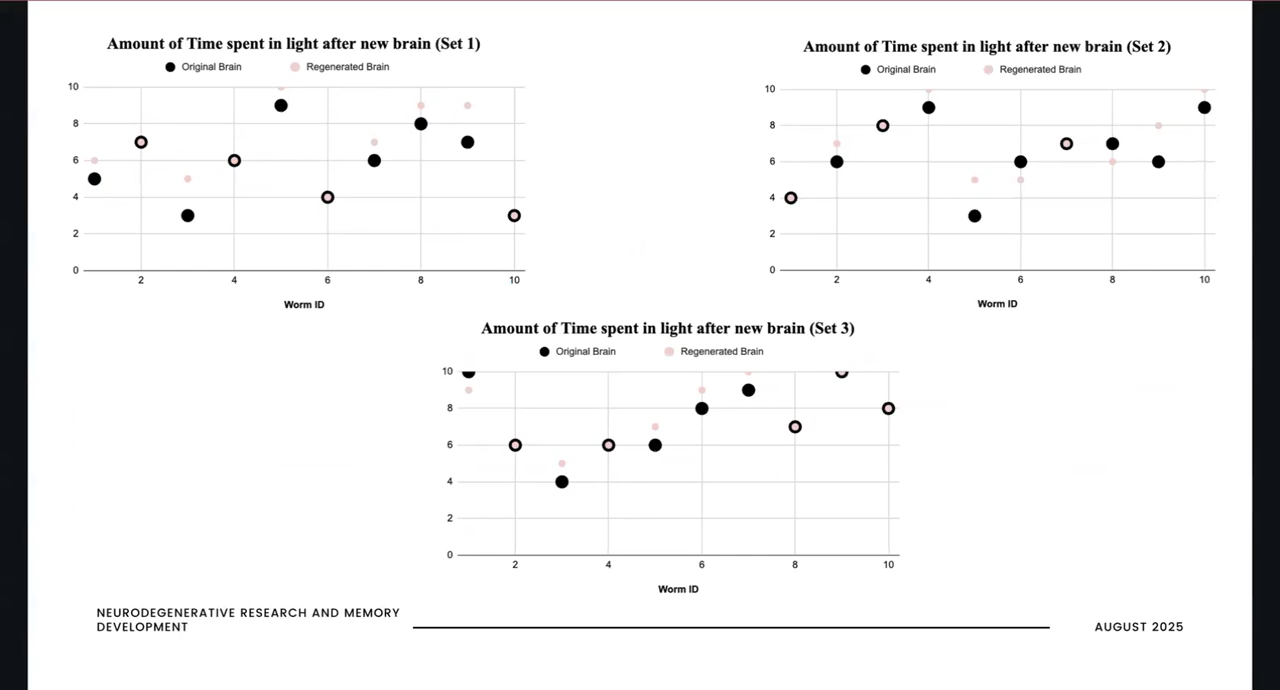 Amount of Time spent in light after new brain (Set 1)
Original Brain Regenerated Brain
10
8
6
4
2
0
2 4 6 8 10
Worm ID
Amount of Time spent in light after new brain (Set 2)
Original Brain Regenerated Brain
10
8
6
4
2
0
2 4 6 8 10
Worm ID
Amount of Time spent in light after new brain (Set 3)
Original Brain Regenerated Brain
10
8
6
4
2
0
2 4 6 8 10
Worm ID
NEURODEGENERATIVE RESEARCH AND MEMORY
DEVELOPMENT
AUGUST 2025